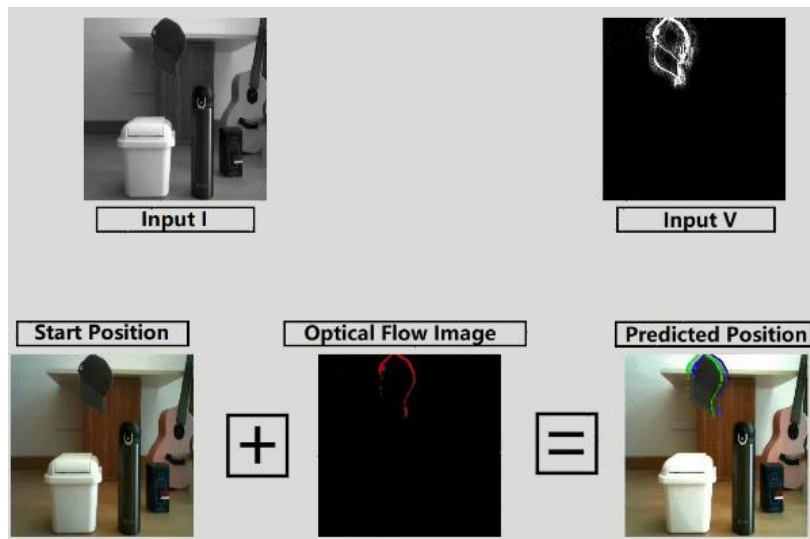 Input I
Input V
Start Position
Optical Flow Image
Predicted Position
+
=